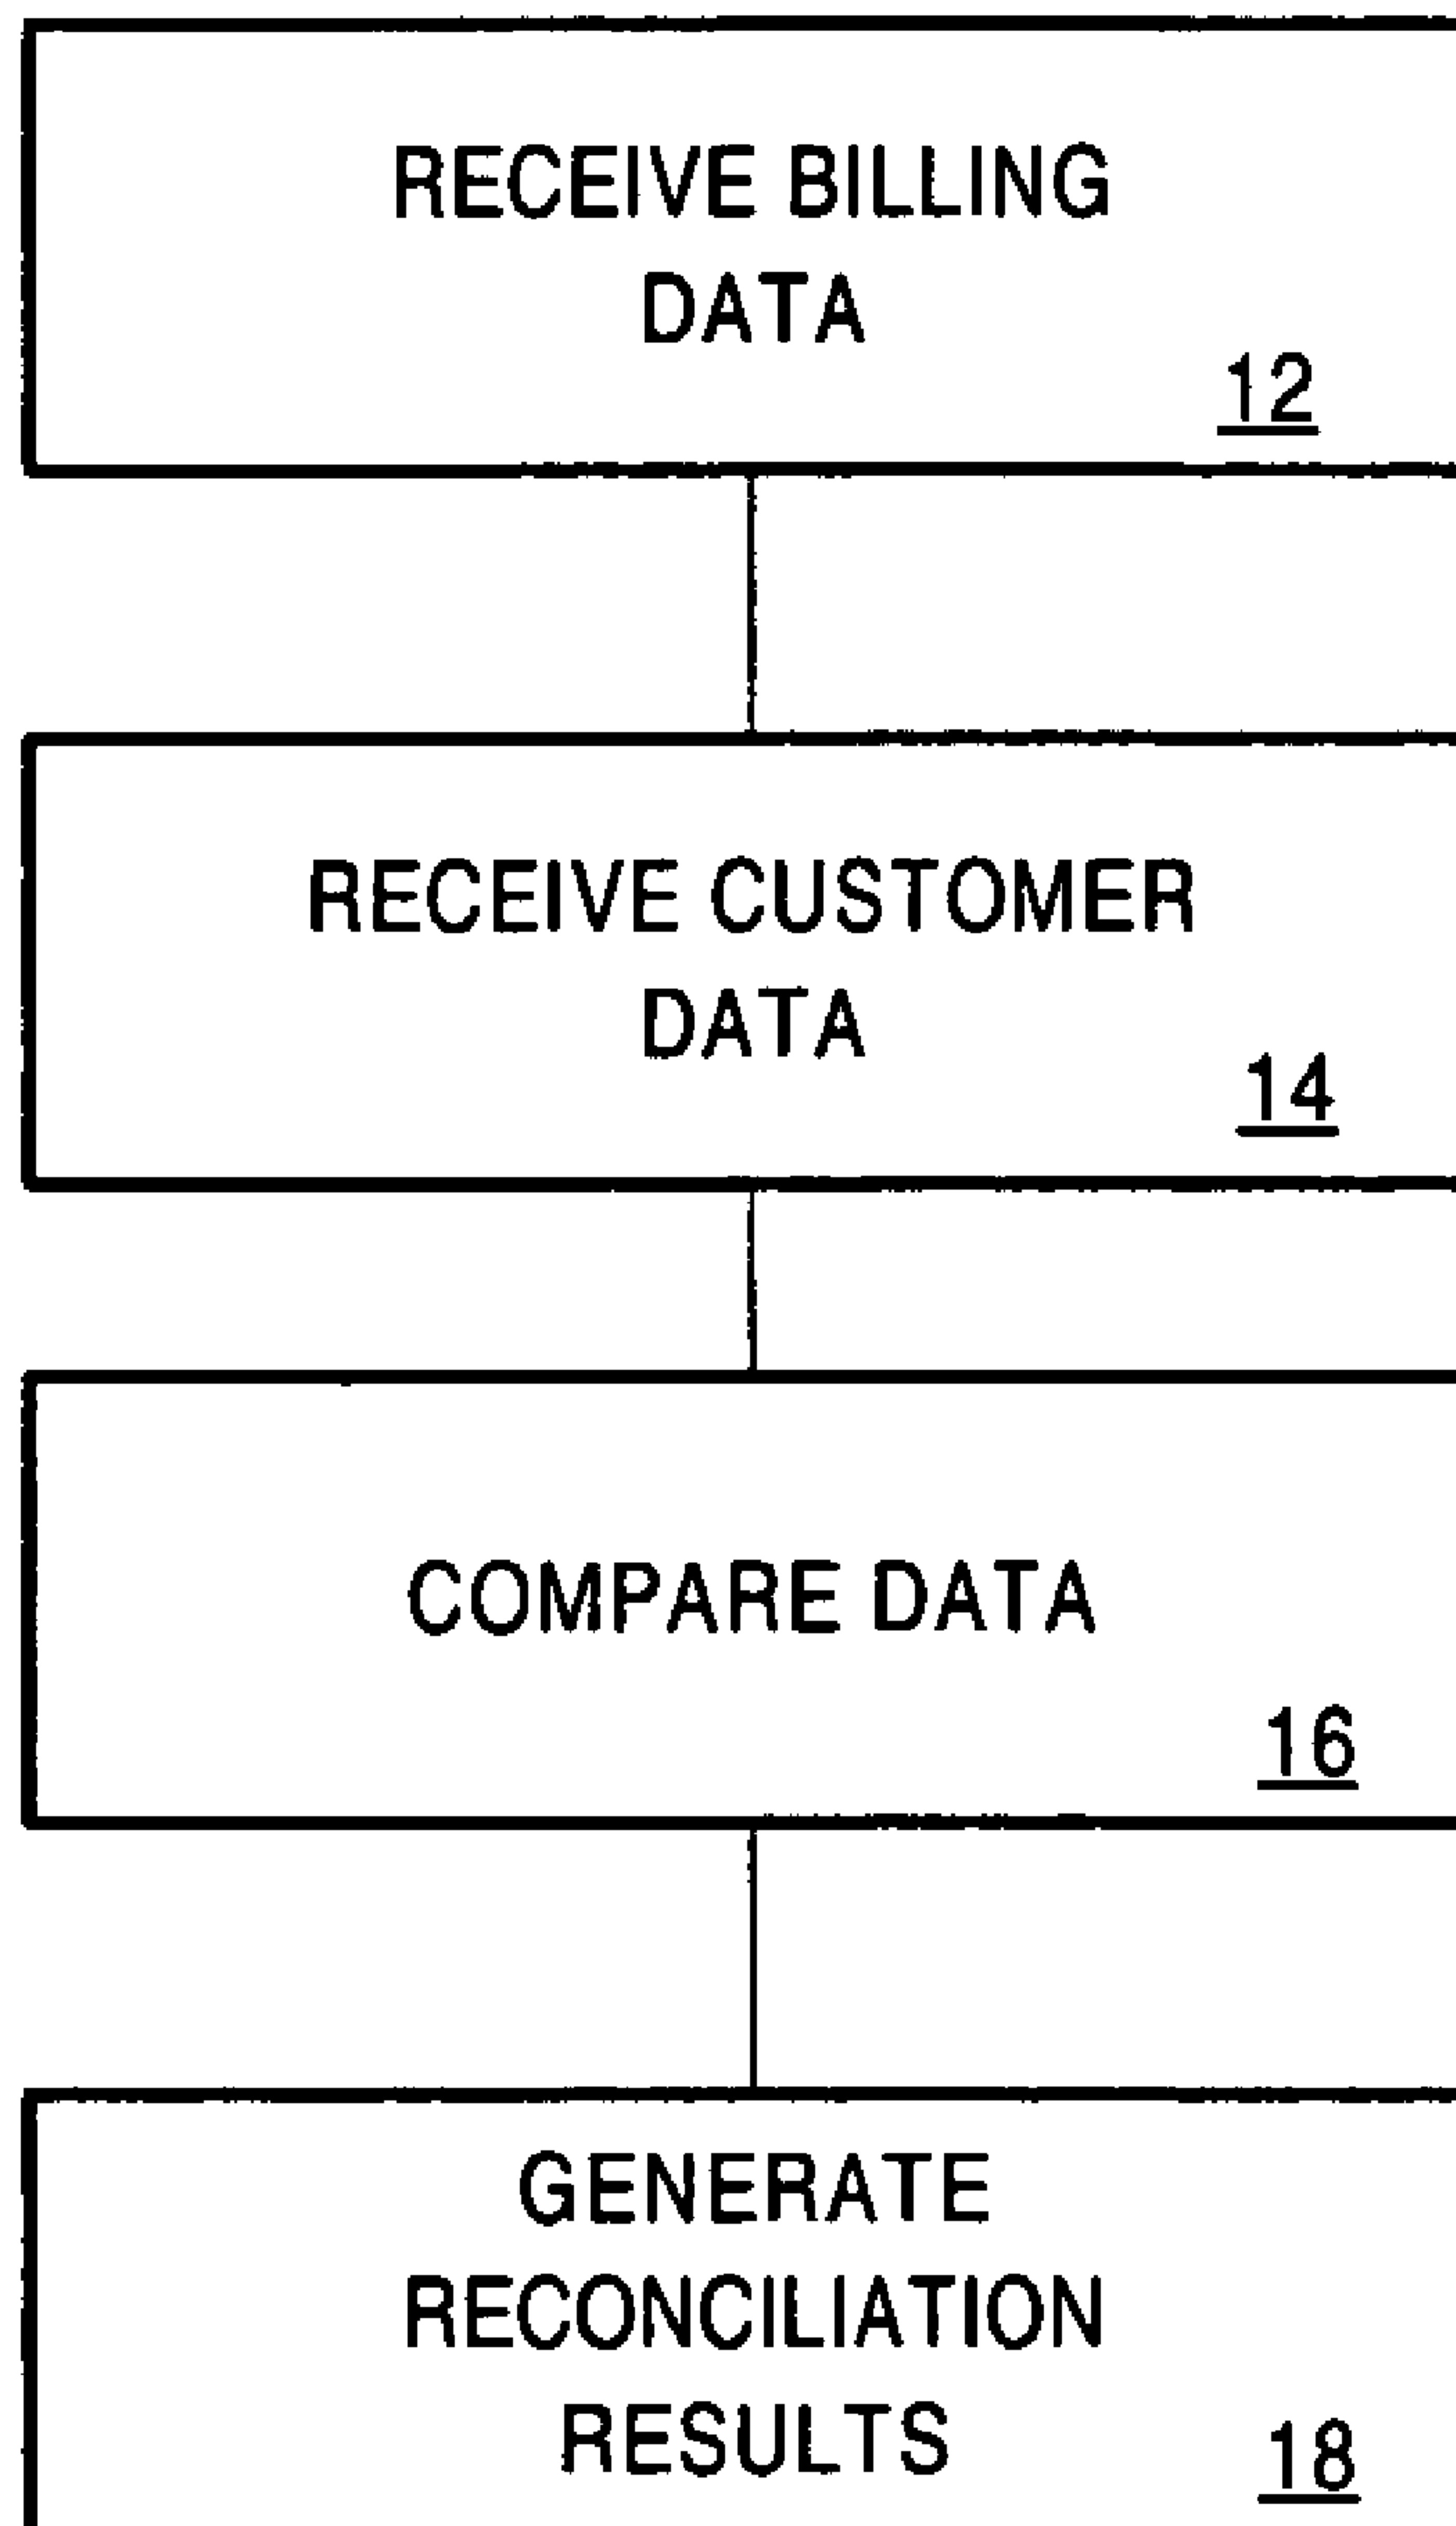 RECEIVE BILLING
DATA
12
RECEIVE CUSTOMER
DATA
14
COMPARE DATA
16
GENERATE
RECONCILIATION
RESULTS
18